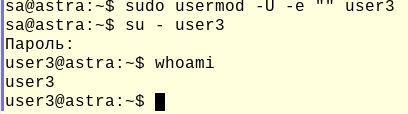 sa@astra:~$ sudo usermod -U -e "" user3
sa@astra:~$ su - user3
Пароль:
user3@astra:~$ whoami
user3
user3@astra:~$